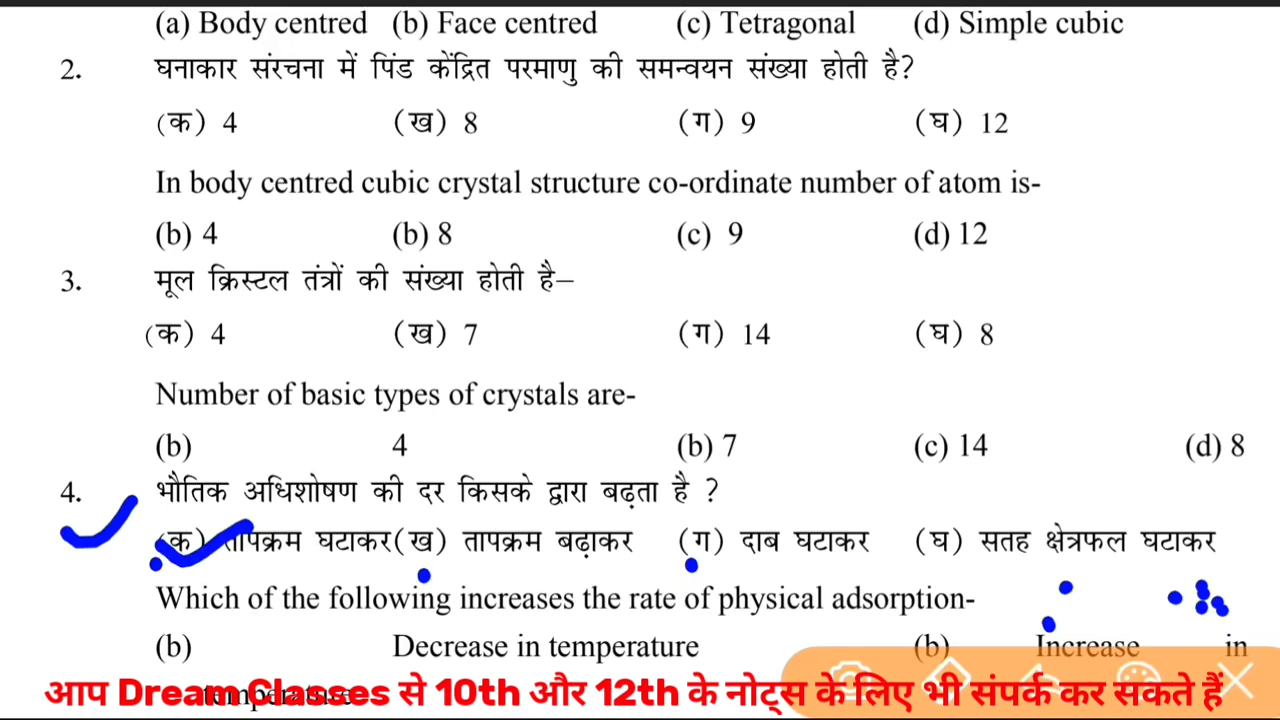 (a) Body centred (b) Face centred (c) Tetragonal (d) Simple cubic
2. घनाकार संरचना में पिंड केंद्रित परमाणु की समन्वयन संख्या होती है?
(क) 4 (ख) 8 (ग) 9 (घ) 12
In body centred cubic crystal structure co-ordinate number of atom is-
(b) 4 (b) 8 (c) 9 (d) 12
3. मूल क्रिस्टल तंत्रों की संख्या होती है–
(क) 4 (ख) 7 (ग) 14 (घ) 8
Number of basic types of crystals are-
(b) 4 (b) 7 (c) 14 (d) 8
4. भौतिक अधिशोषण की दर किसके द्वारा बढ़ता है ?
(क) तापक्रम घटाकर (ख) तापक्रम बढ़ाकर (ग) दाब घटाकर (घ) सतह क्षेत्रफल घटाकर
Which of the following increases the rate of physical adsorption-
(b) Decrease in temperature (b) Increase in
temperature
आप Dream Classes से 10th और 12th के नोट्स के लिए भी संपर्क कर सकते हैं